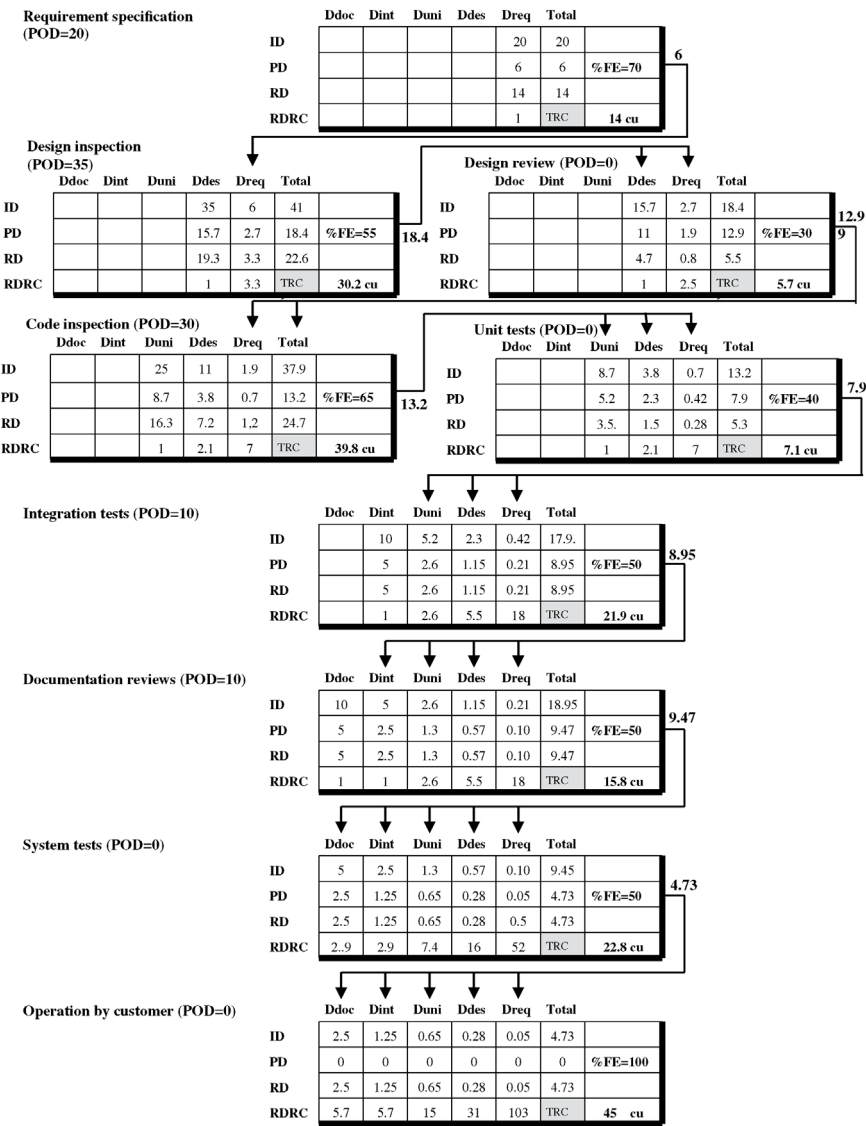 Requirement specification
(POD=20)
Ddoc Dint Duni Ddes Dreq Total
ID 20 20
PD 6 6 %FE=70
RD 14 14
RDRC 1 TRC 14 cu
6
Design inspection
(POD=35)
Ddoc Dint Duni Ddes Dreq Total
ID 35 6 41
PD 15.7 2.7 18.4 %FE=55
RD 19.3 3.3 22.6
RDRC 1 3.3 TRC 30.2 cu
18.4
Design review (POD=0)
Ddoc Dint Duni Ddes Dreq Total
ID 15.7 2.7 18.4
PD 11 1.9 12.9 %FE=30
RD 4.7 0.8 5.5
RDRC 1 2.5 TRC 5.7 cu
12.9
9
Code inspection (POD=30)
Ddoc Dint Duni Ddes Dreq Total
ID 25 11 1.9 37.9
PD 8.7 3.8 0.7 13.2 %FE=65
RD 16.3 7.2 1,2 24.7
RDRC 1 2.1 7 TRC 39.8 cu
13.2
Unit tests (POD=0)
Ddoc Dint Duni Ddes Dreq Total
ID 8.7 3.8 0.7 13.2
PD 5.2 2.3 0.42 7.9 %FE=40
RD 3.5. 1.5 0.28 5.3
RDRC 1 2.1 7 TRC 7.1 cu
7.9
Integration tests (POD=10)
Ddoc Dint Duni Ddes Dreq Total
ID 10 5.2 2.3 0.42 17.9.
PD 5 2.6 1.15 0.21 8.95 %FE=50
RD 5 2.6 1.15 0.21 8.95
RDRC 1 2.6 5.5 18 TRC 21.9 cu
8.95
Documentation reviews (POD=10)
Ddoc Dint Duni Ddes Dreq Total
ID 10 5 2.6 1.15 0.21 18.95
PD 5 2.5 1.3 0.57 0.10 9.47 %FE=50
RD 5 2.5 1.3 0.57 0.10 9.47
RDRC 1 1 2.6 5.5 18 TRC 15.8 cu
9.47
System tests (POD=0)
Ddoc Dint Duni Ddes Dreq Total
ID 5 2.5 1.3 0.57 0.10 9.45
PD 2.5 1.25 0.65 0.28 0.05 4.73 %FE=50
RD 2.5 1.25 0.65 0.28 0.5 4.73
RDRC 2..9 2.9 7.4 16 52 TRC 22.8 cu
4.73
Operation by customer (POD=0)
Ddoc Dint Duni Ddes Dreq Total
ID 2.5 1.25 0.65 0.28 0.05 4.73
PD 0 0 0 0 0 0 %FE=100
RD 2.5 1.25 0.65 0.28 0.05 4.73
RDRC 5.7 5.7 15 31 103 TRC 45 cu